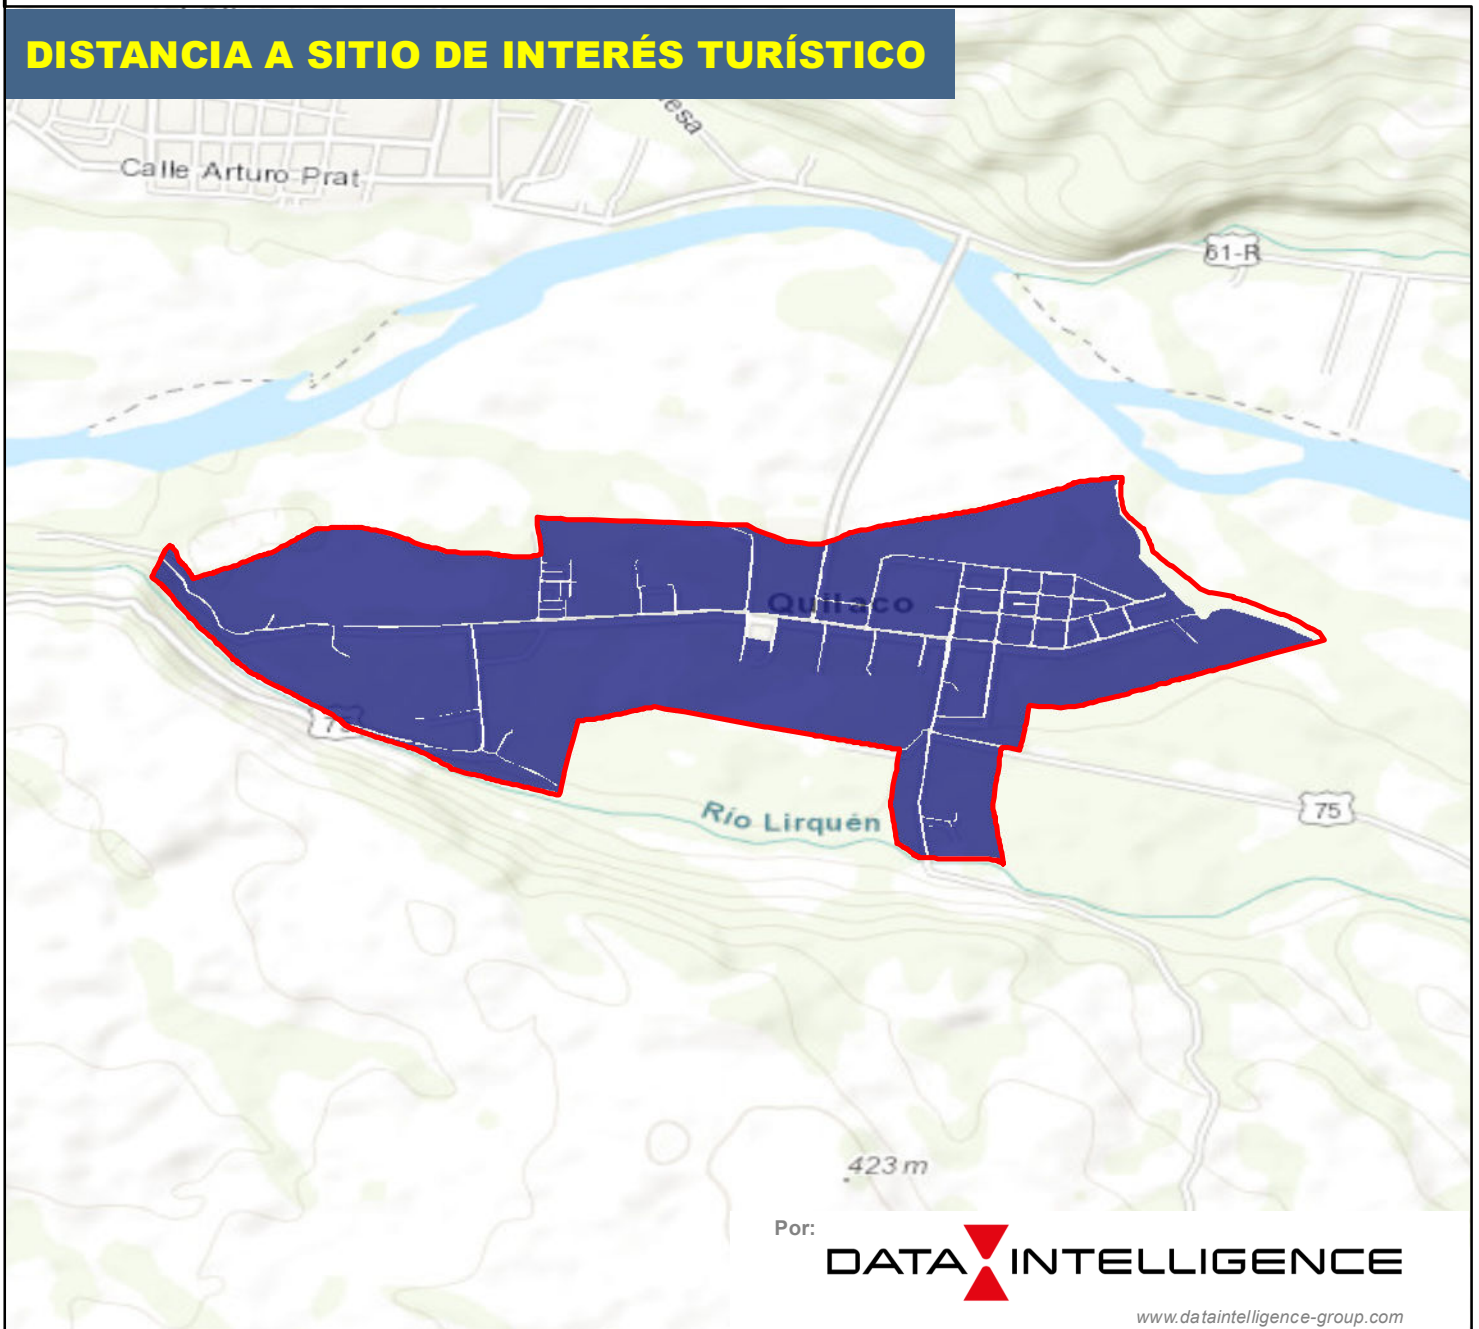 DISTANCIA A SITIO DE INTERÉS TURÍSTICO
Calle Arturo Prat
61-R
Quilaco
75
Río Lirquén
75
423 m
Por:
DATA INTELLIGENCE
www.dataintelligence-group.com